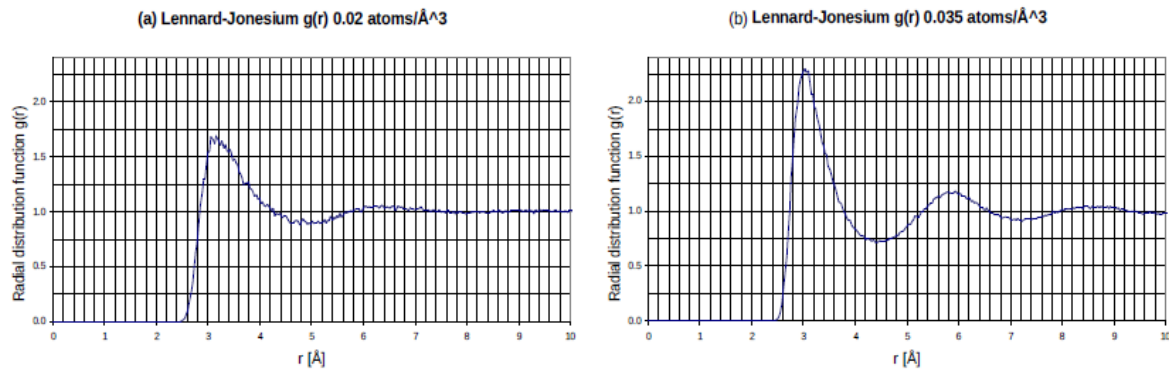 (a) Lennard-Jonesium g(r) 0.02 atoms/Å^3
Radial distribution function g(r)
2.0
1.5
1.0
0.5
0.0
0 1 2 3 4 5 6 7 8 9 10
r [Å]
(b) Lennard-Jonesium g(r) 0.035 atoms/Å^3
Radial distribution function g(r)
2.0
1.5
1.0
0.5
0.0
0 1 2 3 4 5 6 7 8 9 10
r [Å]